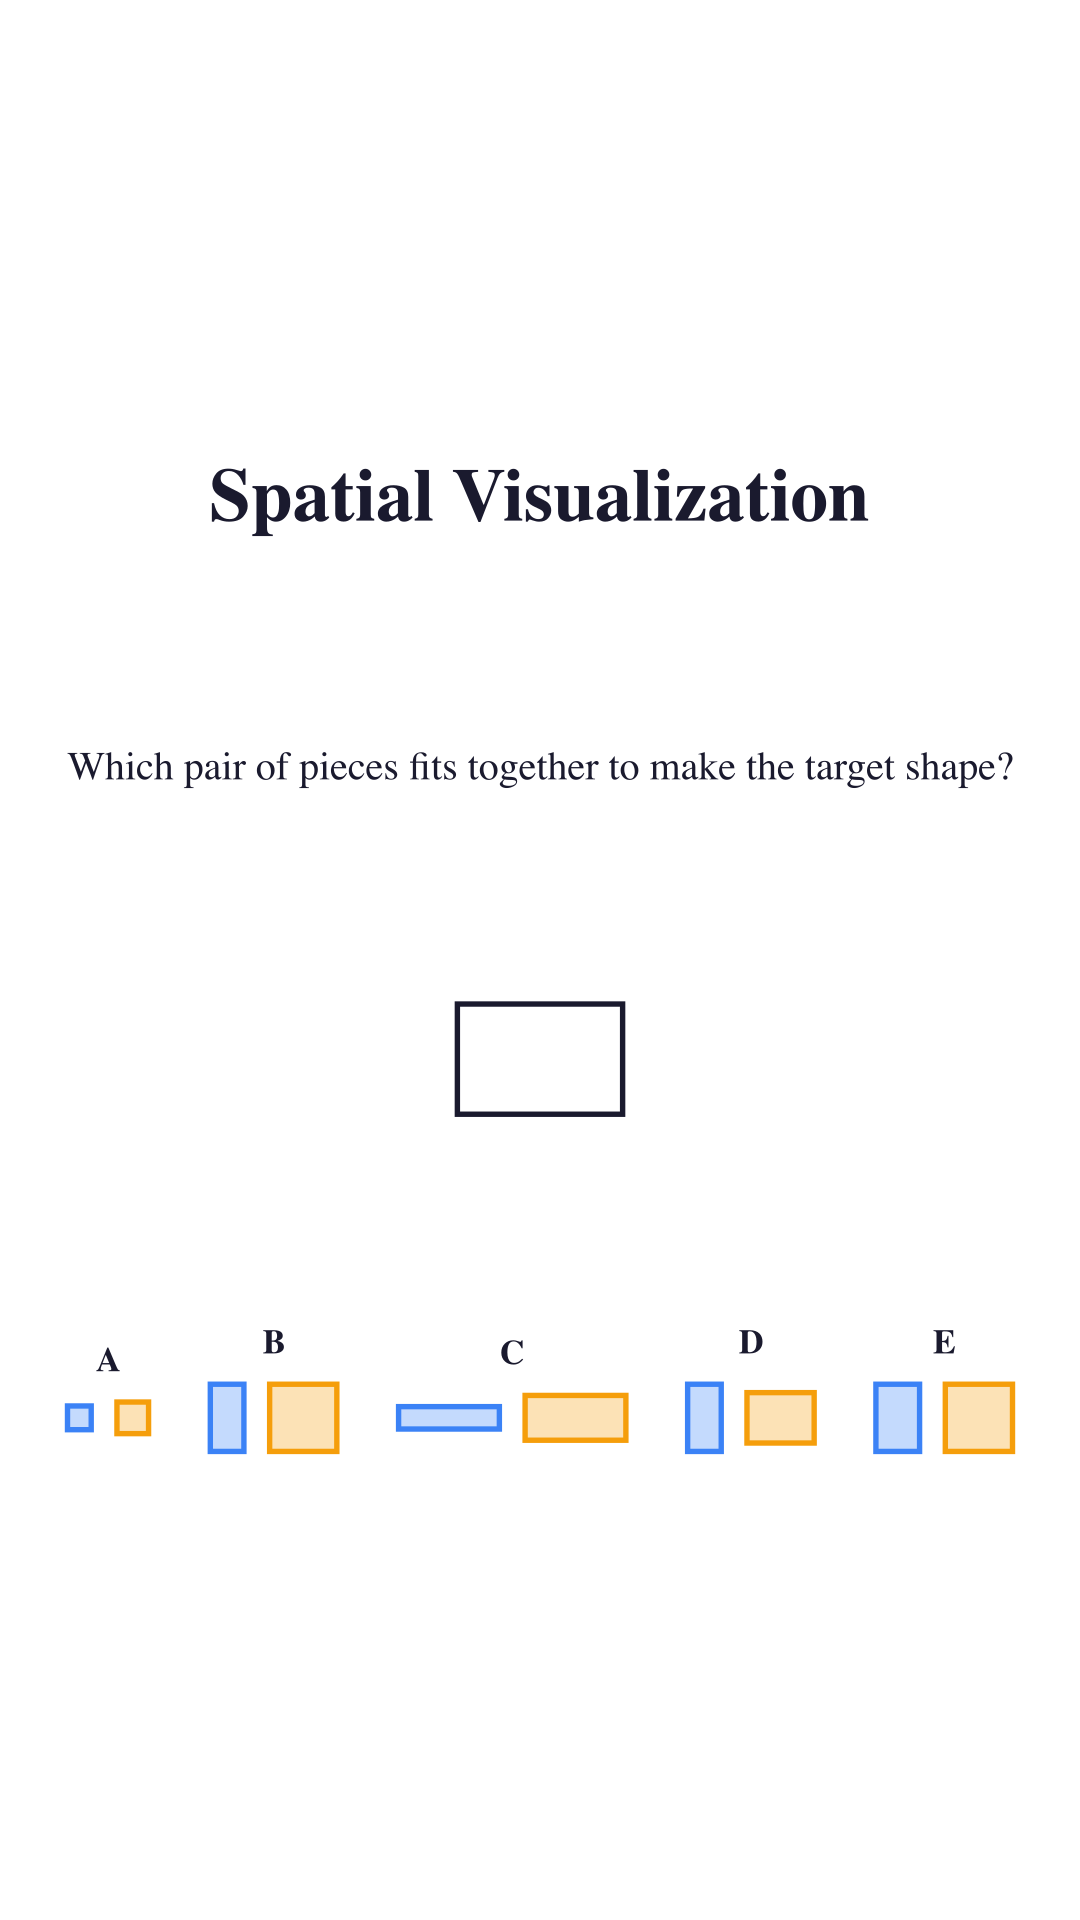 Spatial Visualization
Which pair of pieces fits together to make the target shape?
A
B
C
D
E